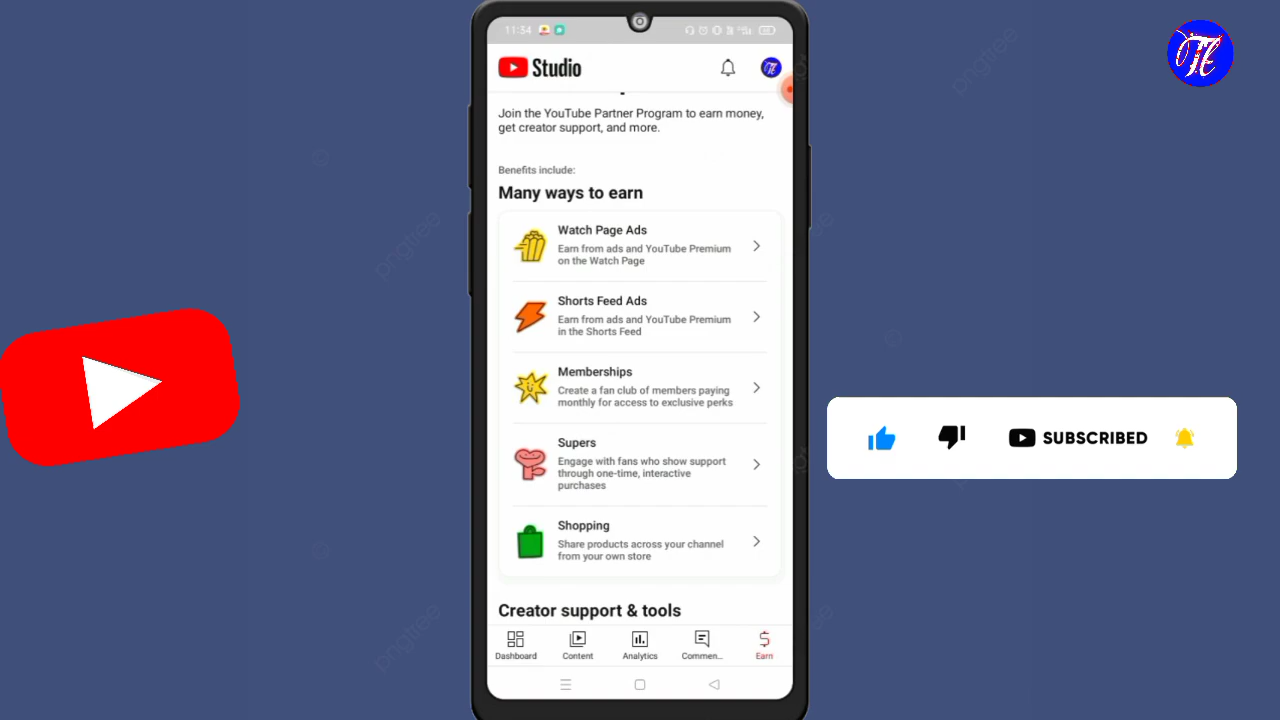 11:34
Studio
Join the YouTube Partner Program to earn money,
get creator support, and more.
Benefits include:
Many ways to earn
Watch Page Ads
Earn from ads and YouTube Premium
on the Watch Page
Shorts Feed Ads
Earn from ads and YouTube Premium
in the Shorts Feed
Memberships
Create a fan club of members paying
monthly for access to exclusive perks
Supers
Engage with fans who show support
through one-time, interactive
purchases
Shopping
Share products across your channel
from your own store
Creator support & tools
Dashboard
Content
Analytics
Commen...
Earn
SUBSCRIBED
pngtree
pngtree
pngtree